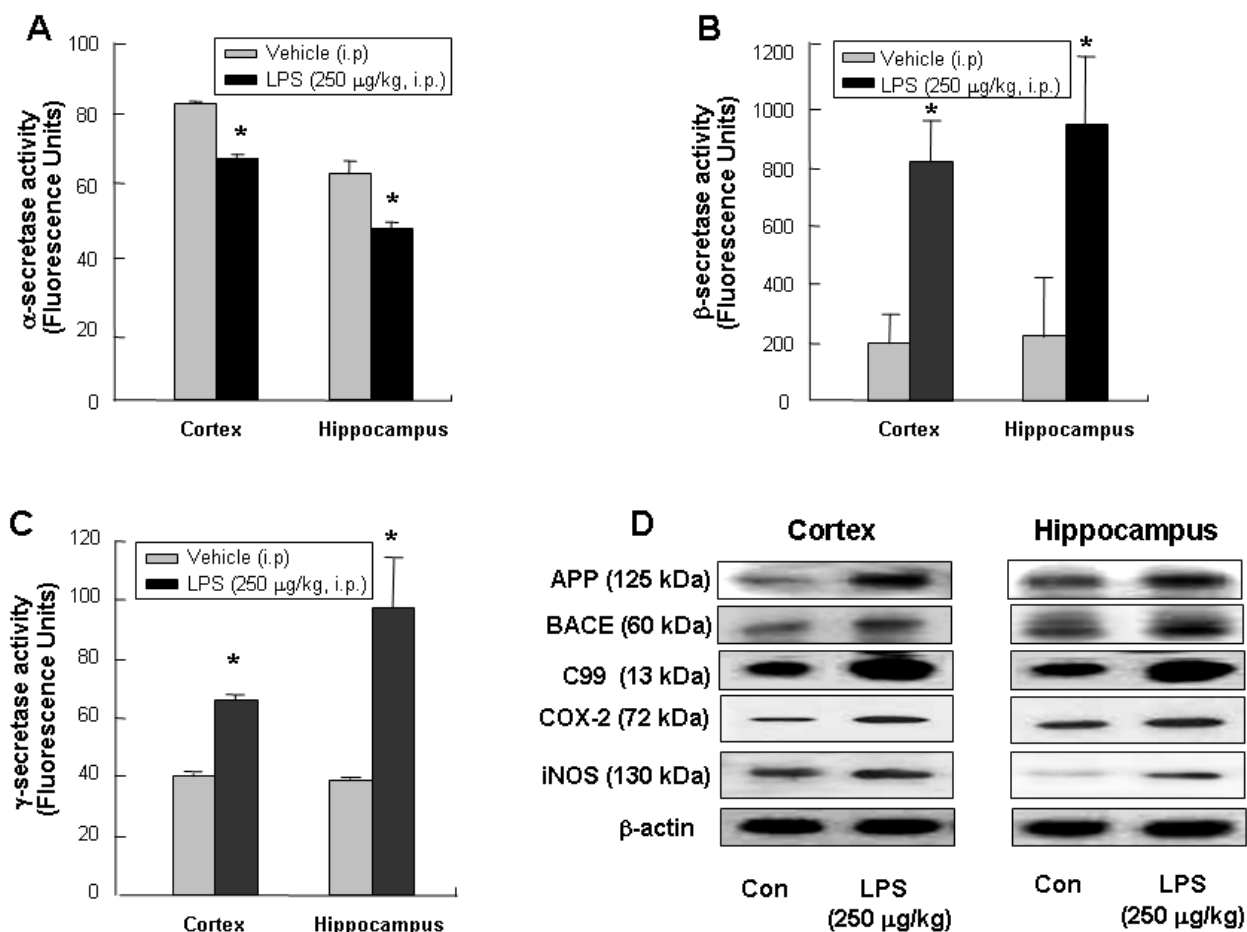 A
100
80
60
40
20
0
α-secretase activity
(Fluorescence Units)
Vehicle (i.p)
LPS (250 μg/kg, i.p.)
*
*
Cortex
Hippocampus
B
1200
1000
800
600
400
200
0
β-secretase activity
(Fluorescence Units)
Vehicle (i.p)
LPS (250 μg/kg, i.p.)
*
*
Cortex
Hippocampus
C
120
100
80
60
40
20
0
γ-secretase activity
(Fluorescence Units)
Vehicle (i.p)
LPS (250 μg/kg, i.p.)
*
*
Cortex
Hippocampus
D
Cortex
Hippocampus
APP (125 kDa)
BACE (60 kDa)
C99 (13 kDa)
COX-2 (72 kDa)
iNOS (130 kDa)
β-actin
Con
LPS
(250 μg/kg)
Con
LPS
(250 μg/kg)